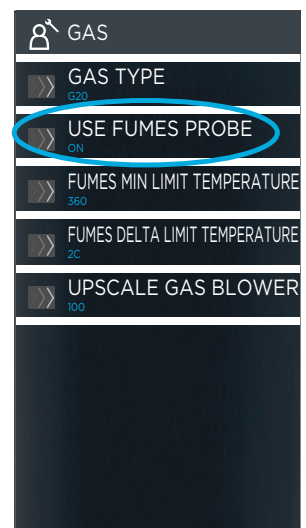 GAS
GAS TYPE
G20
USE FUMES PROBE
ON
FUMES MIN LIMIT TEMPERATURE
360
FUMES DELTA LIMIT TEMPERATURE
2C
UPSCALE GAS BLOWER
100